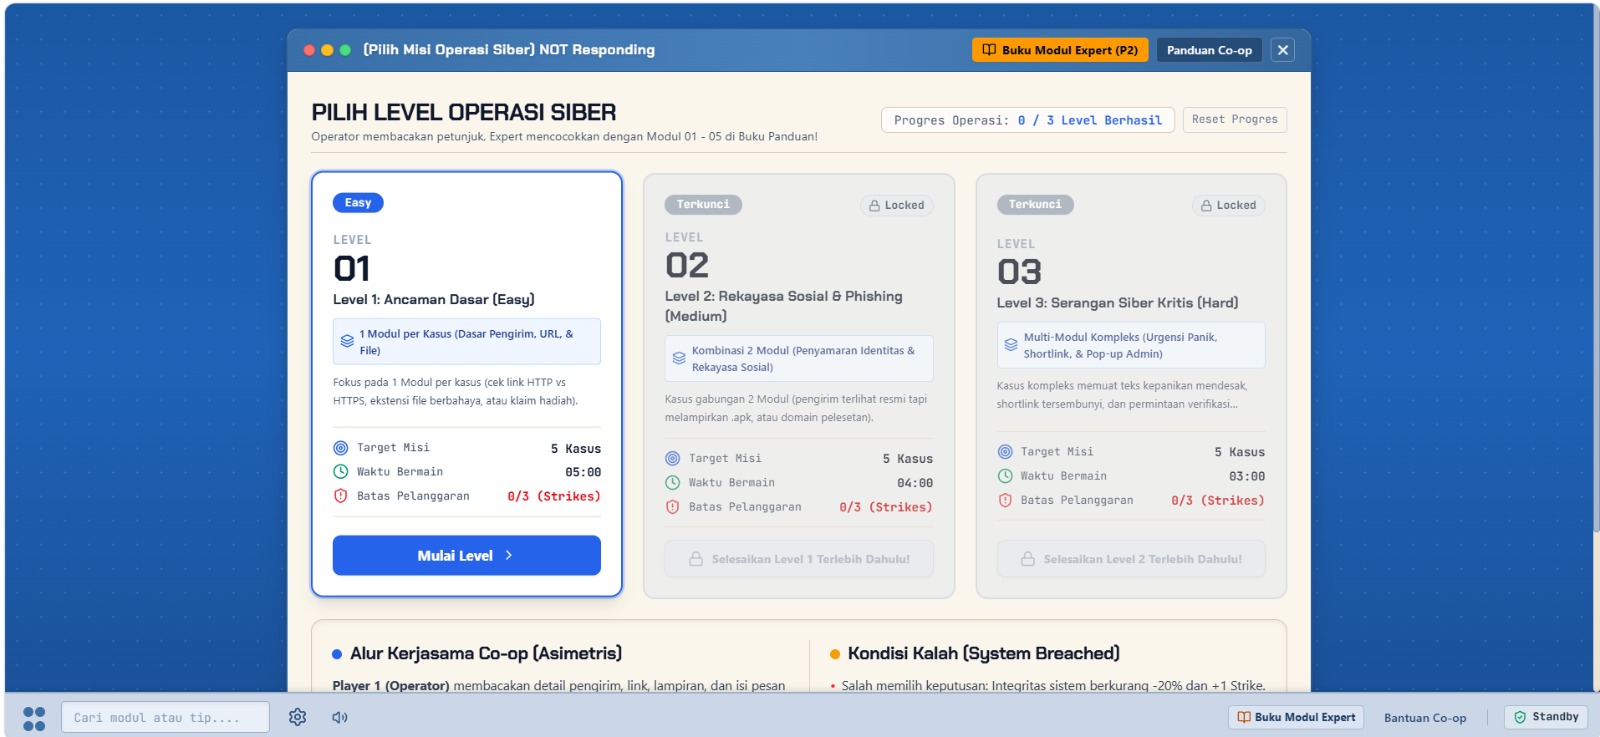 (Pilih Misi Operasi Siber) NOT Responding
Buku Modul Expert (P2)
Panduan Co-op
PILIH LEVEL OPERASI SIBER
Operator membacakan petunjuk, Expert mencocokkan dengan Modul 01 - 05 di Buku Panduan!
Progres Operasi: 0 / 3 Level Berhasil
Reset Progres
Easy
LEVEL
01
Level 1: Ancaman Dasar (Easy)
1 Modul per Kasus (Dasar Pengirim, URL, &
File)
Fokus pada 1 Modul per kasus (cek link HTTP vs
HTTPS, ekstensi file berbahaya, atau klaim hadiah).
Target Misi 5 Kasus
Waktu Bermain 05:00
Batas Pelanggaran 0/3 (Strikes)
Mulai Level
Terkunci
Locked
LEVEL
02
Level 2: Rekayasa Sosial & Phishing
(Medium)
Kombinasi 2 Modul (Penyamaran Identitas &
Rekayasa Sosial)
Kasus gabungan 2 Modul (pengirim terlihat resmi tapi
melampirkan .apk, atau domain pelesetan).
Target Misi 5 Kasus
Waktu Bermain 04:00
Batas Pelanggaran 0/3 (Strikes)
Selesaikan Level 1 Terlebih Dahulu!
Terkunci
Locked
LEVEL
03
Level 3: Serangan Siber Kritis (Hard)
Multi-Modul Kompleks (Urgensi Panik,
Shortlink, & Pop-up Admin)
Kasus kompleks memuat teks kepanikan mendesak,
shortlink tersembunyi, dan permintaan verifikasi...
Target Misi 5 Kasus
Waktu Bermain 03:00
Batas Pelanggaran 0/3 (Strikes)
Selesaikan Level 2 Terlebih Dahulu!
Alur Kerjasama Co-op (Asimetris)
Player 1 (Operator) membacakan detail pengirim, link, lampiran, dan isi pesan
Kondisi Kalah (System Breached)
• Salah memilih keputusan: Integritas sistem berkurang -20% dan +1 Strike.
Cari modul atau tip....
Buku Modul Expert
Bantuan Co-op
Standby